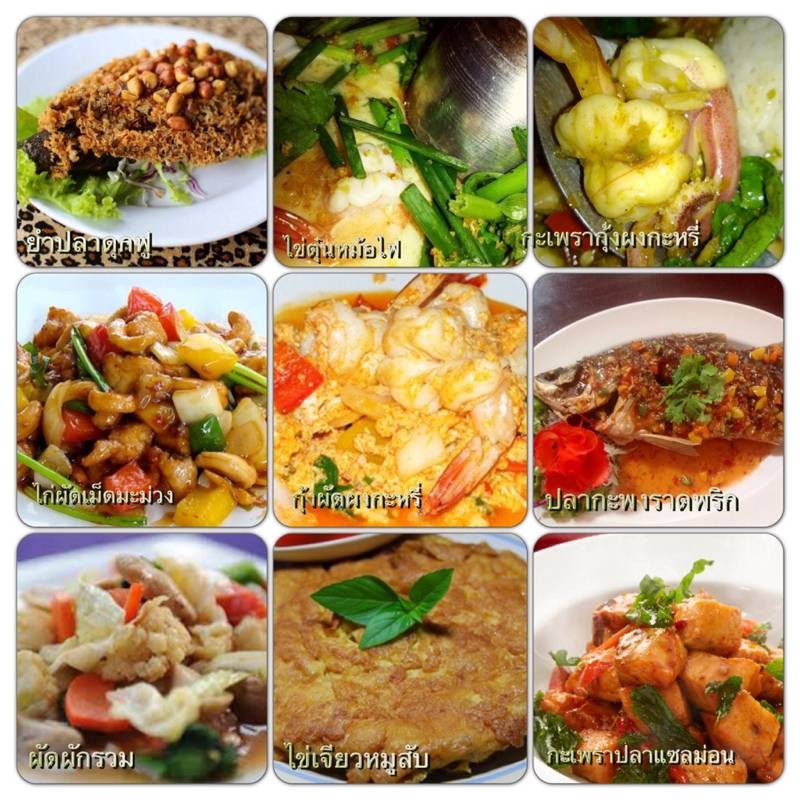 ยำปลาดุกฟู
ไข่ตุ๋นหม้อไฟ
กะเพรากุ้งผงกะหรี่
ไก่ผัดเม็ดมะม่วง
กุ้งผัดผงกะหรี่
ปลากะพงราดพริก
ผัดผักรวม
ไข่เจียวหมูสับ
กะเพราปลาแซลม่อน